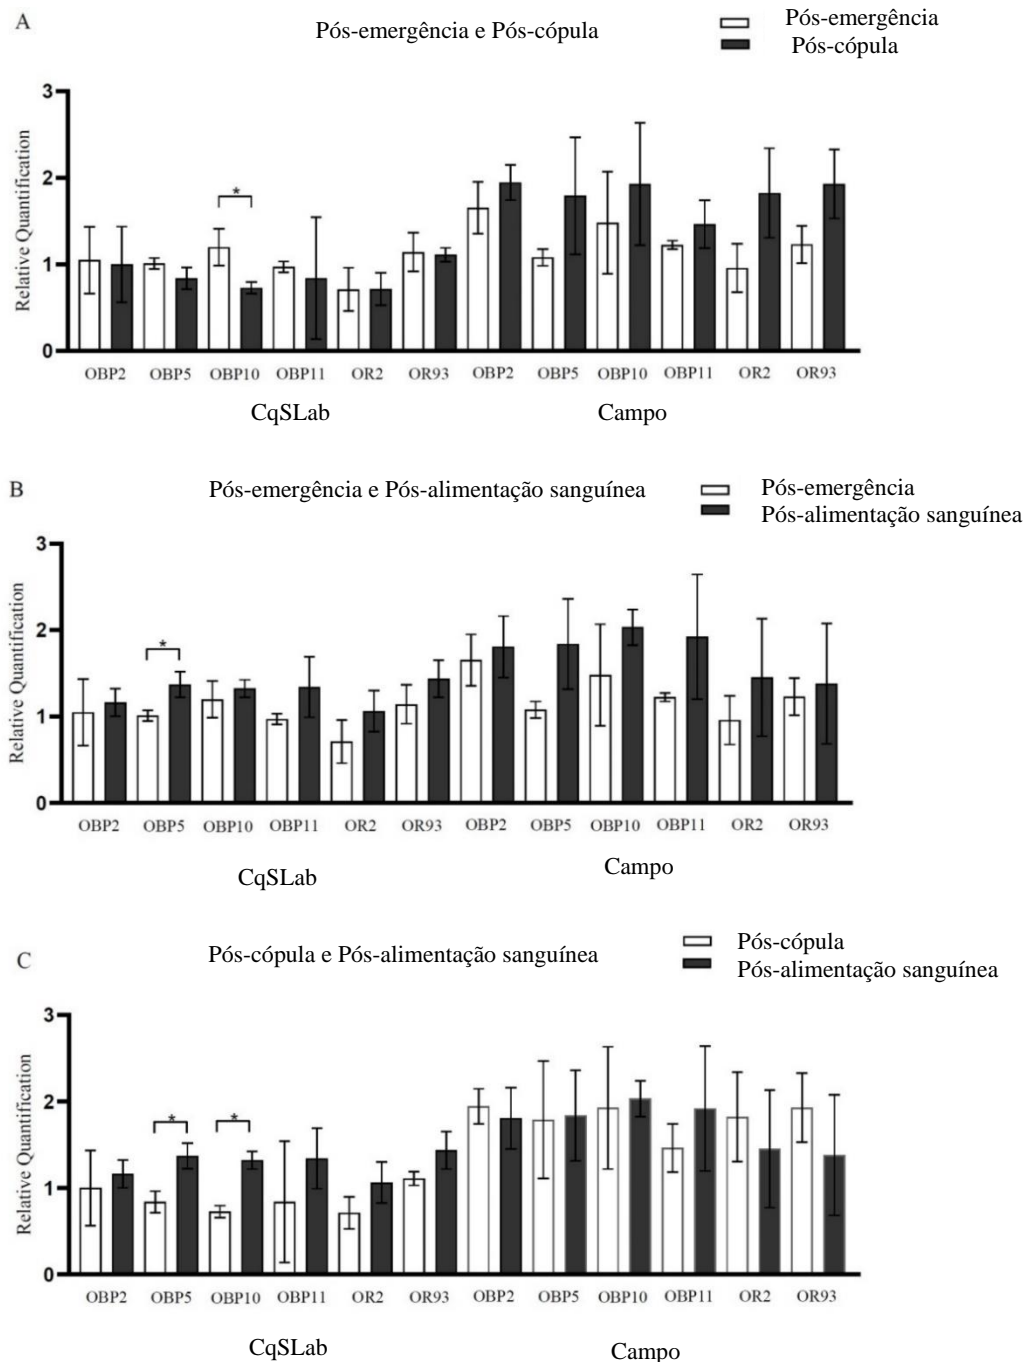 A
Pós-emergência e Pós-cópula
Pós-emergência
Pós-cópula
Relative Quantification
3
2
1
0
*
OBP2 OBP5 OBP10 OBP11 OR2 OR93 OBP2 OBP5 OBP10 OBP11 OR2 OR93
CqSLab Campo
B
Pós-emergência e Pós-alimentação sanguínea
Pós-emergência
Pós-alimentação sanguínea
Relative Quantification
3
2
1
0
*
OBP2 OBP5 OBP10 OBP11 OR2 OR93 OBP2 OBP5 OBP10 OBP11 OR2 OR93
CqSLab Campo
C
Pós-cópula e Pós-alimentação sanguínea
Pós-cópula
Pós-alimentação sanguínea
Relative Quantification
3
2
1
0
* *
OBP2 OBP5 OBP10 OBP11 OR2 OR93 OBP2 OBP5 OBP10 OBP11 OR2 OR93
CqSLab Campo